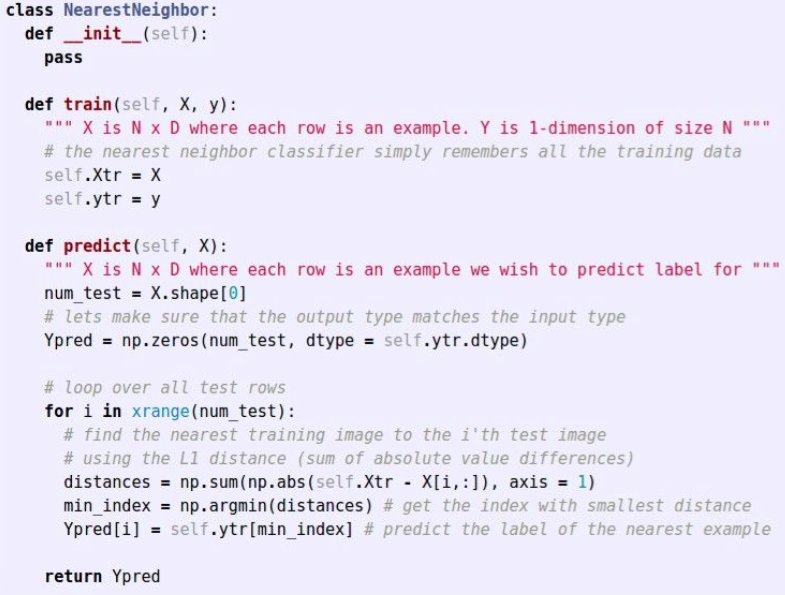 class NearestNeighbor:
  def __init__(self):
    pass

  def train(self, X, y):
    """ X is N x D where each row is an example. Y is 1-dimension of size N """
    # the nearest neighbor classifier simply remembers all the training data
    self.Xtr = X
    self.ytr = y

  def predict(self, X):
    """ X is N x D where each row is an example we wish to predict label for """
    num_test = X.shape[0]
    # lets make sure that the output type matches the input type
    Ypred = np.zeros(num_test, dtype = self.ytr.dtype)

    # loop over all test rows
    for i in xrange(num_test):
      # find the nearest training image to the i'th test image
      # using the L1 distance (sum of absolute value differences)
      distances = np.sum(np.abs(self.Xtr - X[i,:]), axis = 1)
      min_index = np.argmin(distances) # get the index with smallest distance
      Ypred[i] = self.ytr[min_index] # predict the label of the nearest example

    return Ypred